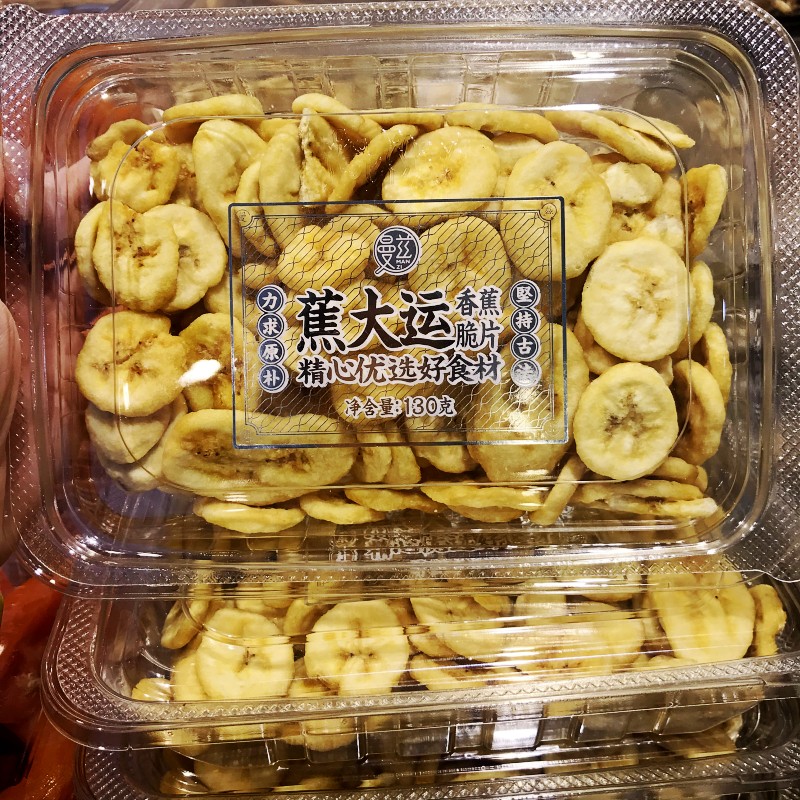 曼兹
MAN
ZI
力求原朴
蕉大运
香蕉
脆片
坚持古法
精心优选好食材
净含量:130克